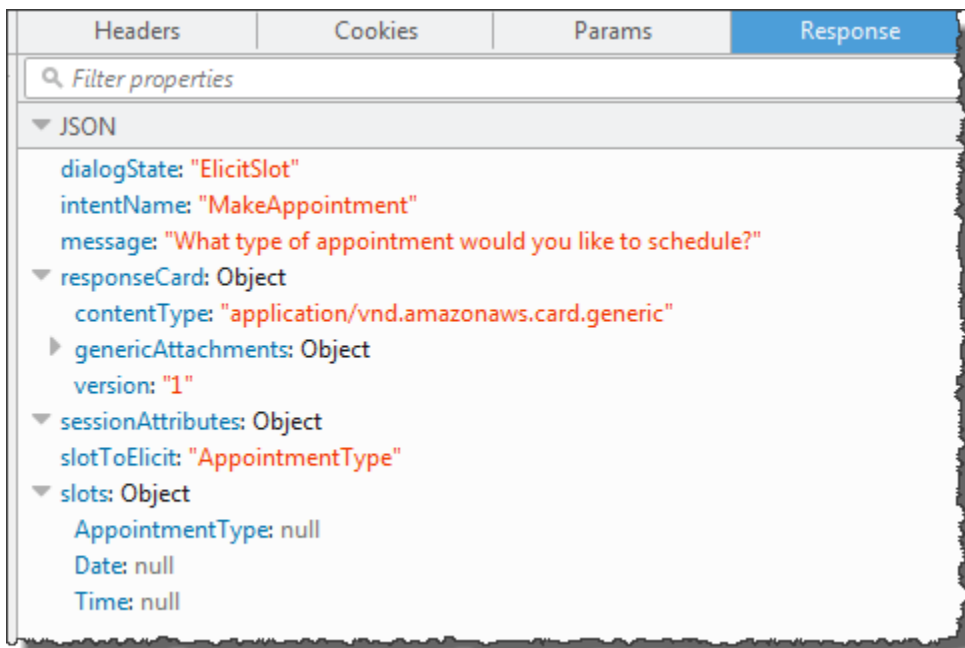 Headers Cookies Params Response
Filter properties
JSON
dialogState: "ElicitSlot"
intentName: "MakeAppointment"
message: "What type of appointment would you like to schedule?"
responseCard: Object
contentType: "application/vnd.amazonaws.card.generic"
genericAttachments: Object
version: "1"
sessionAttributes: Object
slotToElicit: "AppointmentType"
slots: Object
AppointmentType: null
Date: null
Time: null